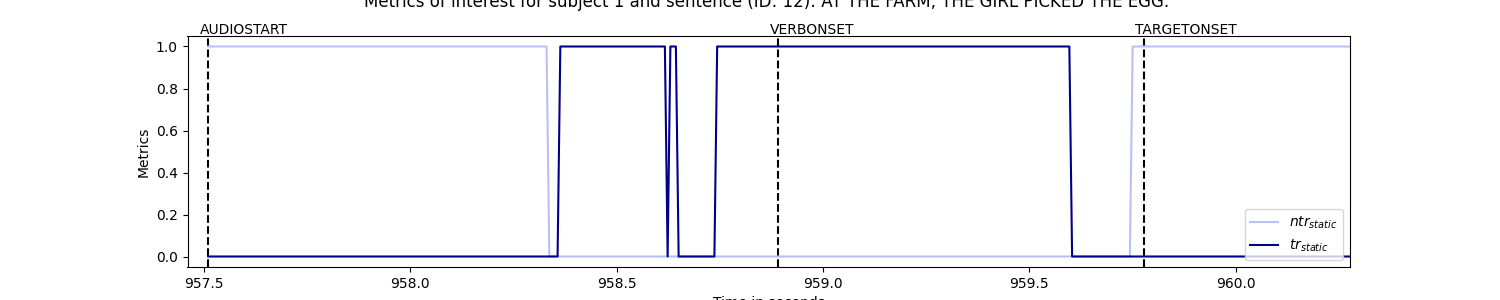 Metrics of interest for subject 1 and sentence (ID: 12): AT THE FARM, THE GIRL PICKED THE EGG.
AUDIOSTART VERBONSET TARGETONSET
1.0
0.8
0.6
0.4
0.2
0.0
Metrics
ntr_static
tr_static
957.5 958.0 958.5 959.0 959.5 960.0
Time in seconds